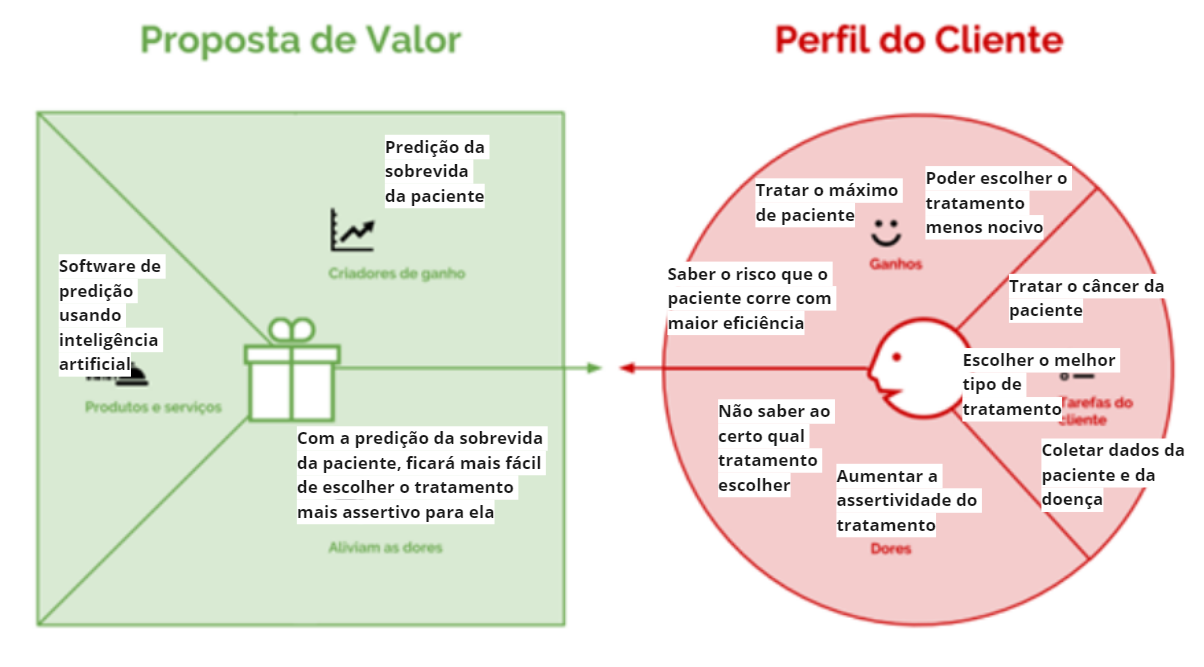 Proposta de Valor
Predição da
sobrevida
da paciente
Criadores de ganho
Software de
predição
usando
inteligência
artificial
Produtos e serviços
Com a predição da sobrevida
da paciente, ficará mais fácil
de escolher o tratamento
mais assertivo para ela
Aliviam as dores
Perfil do Cliente
Tratar o máximo
de paciente
Poder escolher o
tratamento
menos nocivo
Ganhos
Saber o risco que o
paciente corre com
maior eficiência
Tratar o câncer da
paciente
Escolher o melhor
tipo de
tratamento
Tarefas do
cliente
Coletar dados da
paciente e da
doença
Não saber ao
certo qual
tratamento
escolher
Aumentar a
assertividade do
tratamento
Dores